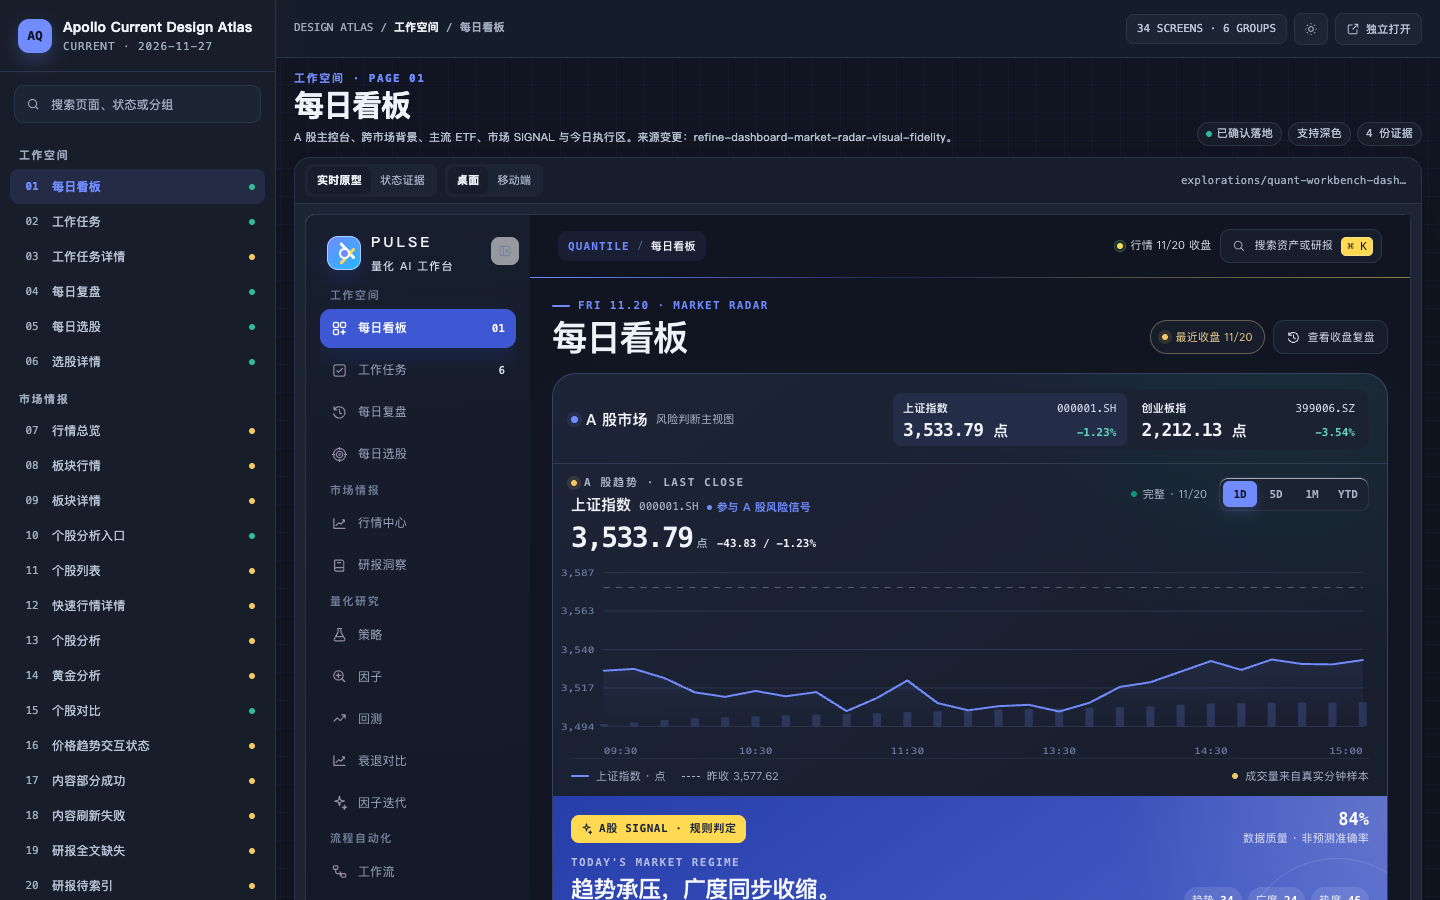 AQ
Apollo Current Design Atlas
CURRENT · 2026-11-27
搜索页面、状态或分组
工作空间
01 每日看板
02 工作任务
03 工作任务详情
04 每日复盘
05 每日选股
06 选股详情
市场情报
07 行情总览
08 板块行情
09 板块详情
10 个股分析入口
11 个股列表
12 快速行情详情
13 个股分析
14 黄金分析
15 个股对比
16 价格趋势交互状态
17 内容部分成功
18 内容刷新失败
19 研报全文缺失
20 研报待索引
DESIGN ATLAS / 工作空间 / 每日看板
34 SCREENS · 6 GROUPS
独立打开
工作空间 · PAGE 01
每日看板
A 股主控台、跨市场背景、主流 ETF、市场 SIGNAL 与今日执行区。来源变更：refine-dashboard-market-radar-visual-fidelity。
已确认落地
支持深色
4 份证据
实时原型
状态证据
桌面
移动端
explorations/quant-workbench-dash…
PULSE
量化 AI 工作台
工作空间
每日看板 01
工作任务 6
每日复盘
每日选股
市场情报
行情中心
研报洞察
量化研究
策略
因子
回测
衰退对比
因子迭代
流程自动化
工作流
QUANTILE / 每日看板
行情 11/20 收盘
搜索资产或研报 ⌘ K
FRI 11.20 · MARKET RADAR
每日看板
最近收盘 11/20
查看收盘复盘
A 股市场 风险判断主视图
上证指数 000001.SH
3,533.79 点 −1.23%
创业板指 399006.SZ
2,212.13 点 −3.54%
A 股趋势 · LAST CLOSE
上证指数 000001.SH 参与 A 股风险信号
3,533.79 点 −43.83 / −1.23%
完整 · 11/20
1D 5D 1M YTD
3,587
3,563
3,540
3,517
3,494
09:30 10:30 11:30 13:30 14:30 15:00
上证指数 · 点 昨收 3,577.62
成交量来自真实分钟样本
A股 SIGNAL · 规则判定
84%
数据质量 · 非预测准确率
TODAY'S MARKET REGIME
趋势承压，广度同步收缩。
趋势 34 广度 24 热度 46